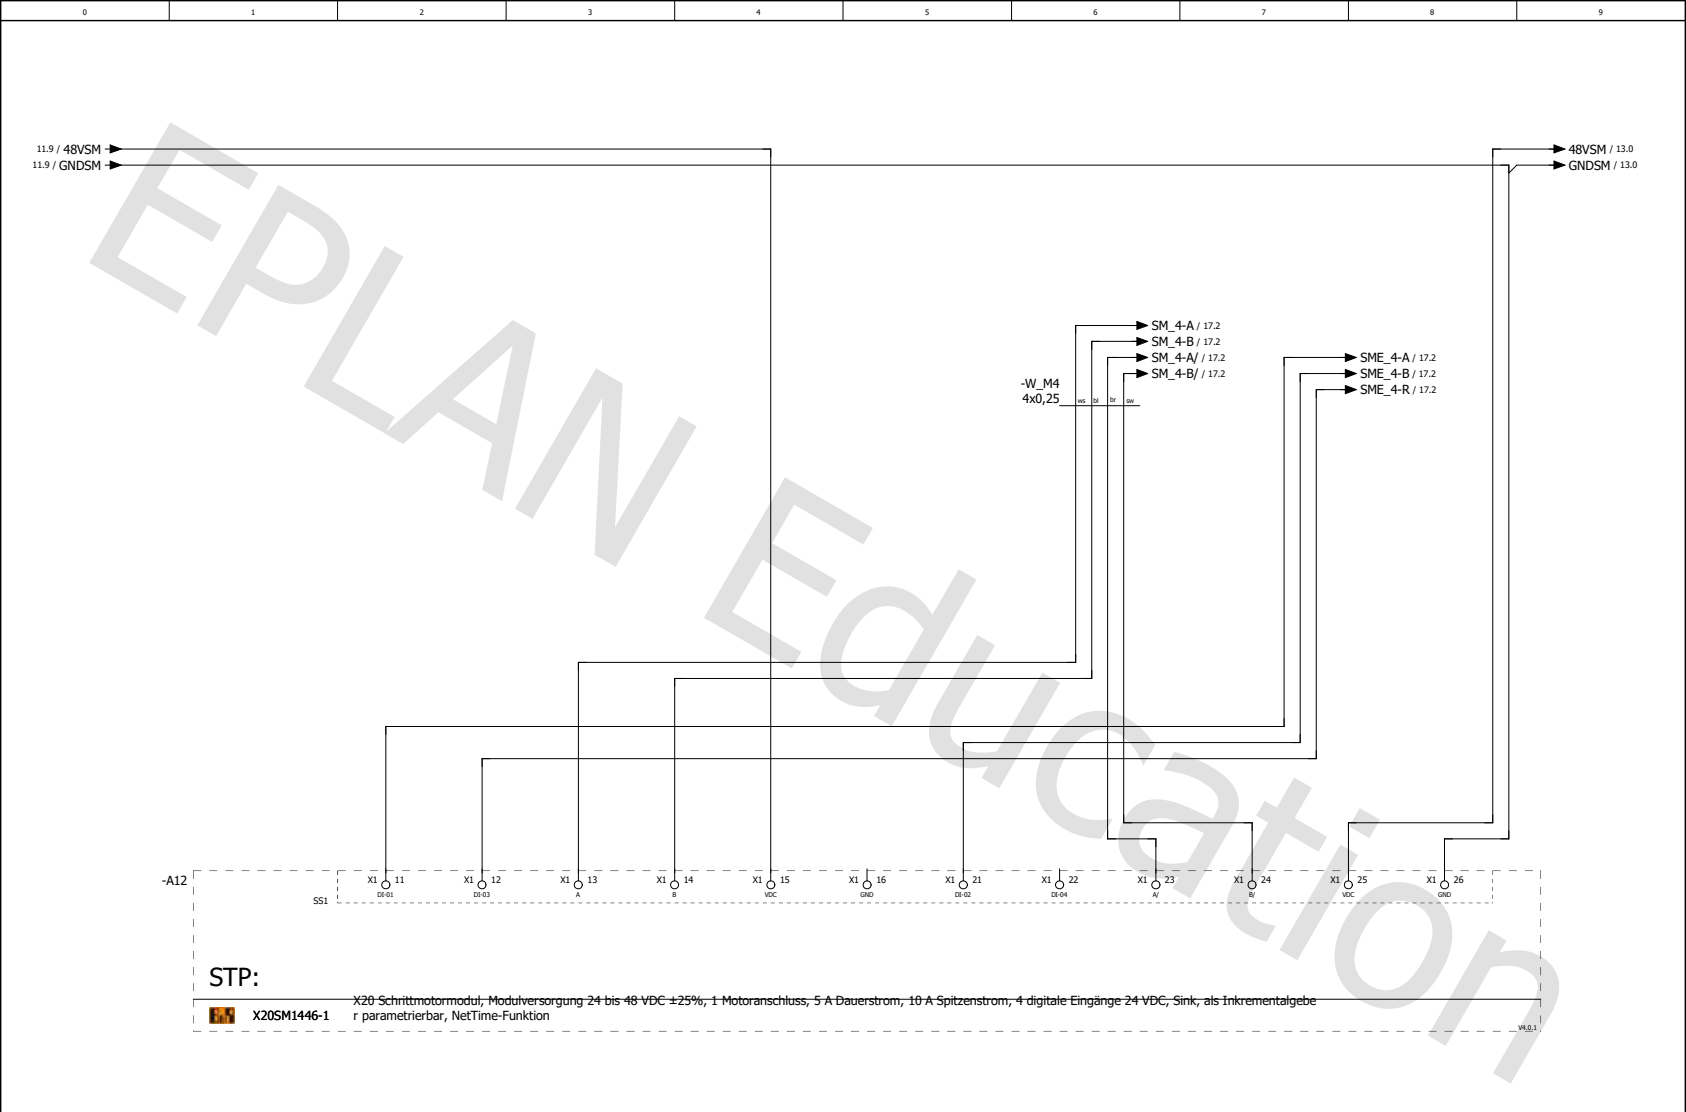 0 1 2 3 4 5 6 7 8 9
11.9 / 48VSM
48VSM / 13.0
11.9 / GNDSM
GNDSM / 13.0
SM_4-A / 17.2
SM_4-B / 17.2
SM_4-A/ / 17.2
SM_4-B/ / 17.2
SME_4-A / 17.2
SME_4-B / 17.2
SME_4-R / 17.2
-W_M4
4x0,25
ws bl br sw
EPLAN Education
-A12
X1 11 X1 12 X1 13 X1 14 X1 15 X1 16 X1 21 X1 22 X1 23 X1 24 X1 25 X1 26
DI-01 DI-03 A B VDC GND DI-02 DI-04 A/ B/ VDC GND
SS1
STP:
X20SM1446-1
X20 Schrittmotormodul, Modulversorgung 24 bis 48 VDC ±25%, 1 Motoranschluss, 5 A Dauerstrom, 10 A Spitzenstrom, 4 digitale Eingänge 24 VDC, Sink, als Inkrementalgebe
r parametrierbar, NetTime-Funktion
V4.0.1